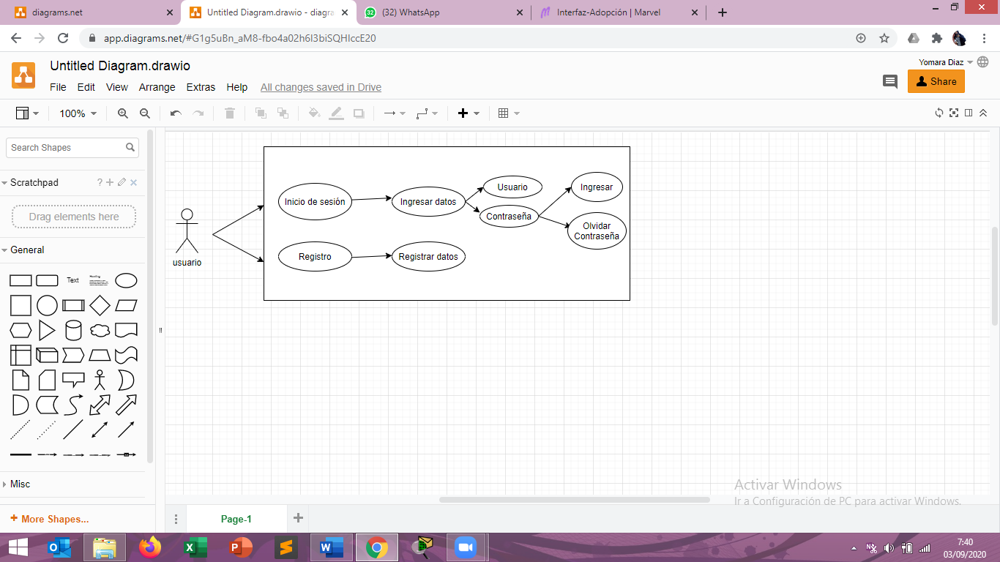 diagrams.net
Untitled Diagram.drawio - diagra
32
(32) WhatsApp
Interfaz-Adopción | Marvel
app.diagrams.net/#G1g5uBn_aM8-fbo4a02h6I3biSQHIccE20
Untitled Diagram.drawio
Yomara Diaz
File Edit View Arrange Extras Help All changes saved in Drive
Share
100%
Search Shapes
Scratchpad
?
Drag elements here
General
Text
Heading
Misc
+ More Shapes...
usuario
Inicio de sesión
Ingresar datos
Usuario
Contraseña
Ingresar
Olvidar
Contraseña
Registro
Registrar datos
Activar Windows
Ir a Configuración de PC para activar Windows.
Page-1
7:40
03/09/2020